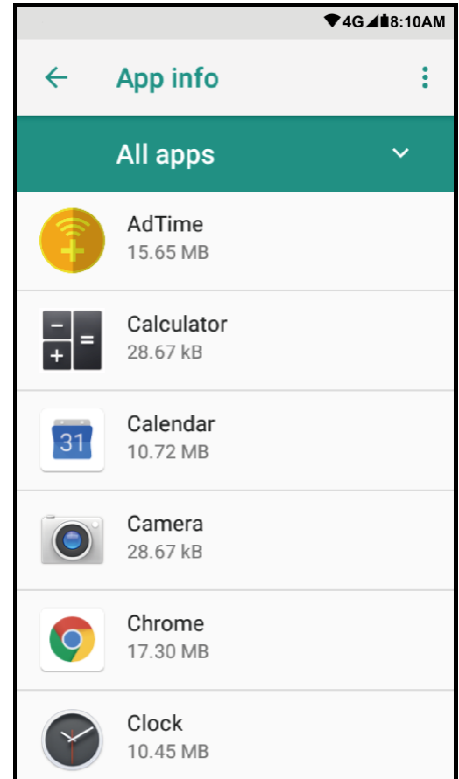 4G 8:10AM
App info
All apps
AdTime
15.65 MB
Calculator
28.67 kB
31
Calendar
10.72 MB
Camera
28.67 kB
Chrome
17.30 MB
Clock
10.45 MB